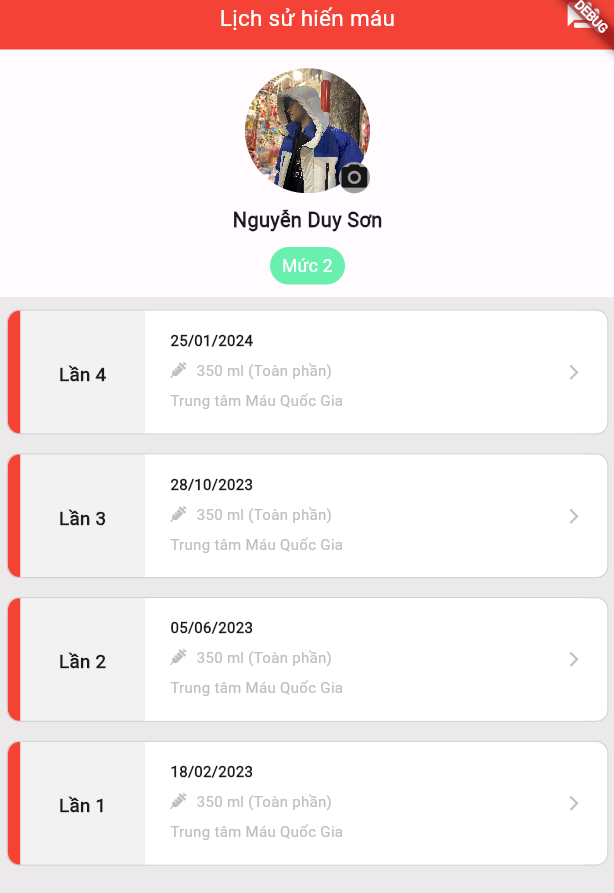 Lịch sử hiến máu
DEBUG
Nguyễn Duy Sơn
Mức 2
Lần 4
25/01/2024
350 ml (Toàn phần)
Trung tâm Máu Quốc Gia
Lần 3
28/10/2023
350 ml (Toàn phần)
Trung tâm Máu Quốc Gia
Lần 2
05/06/2023
350 ml (Toàn phần)
Trung tâm Máu Quốc Gia
Lần 1
18/02/2023
350 ml (Toàn phần)
Trung tâm Máu Quốc Gia